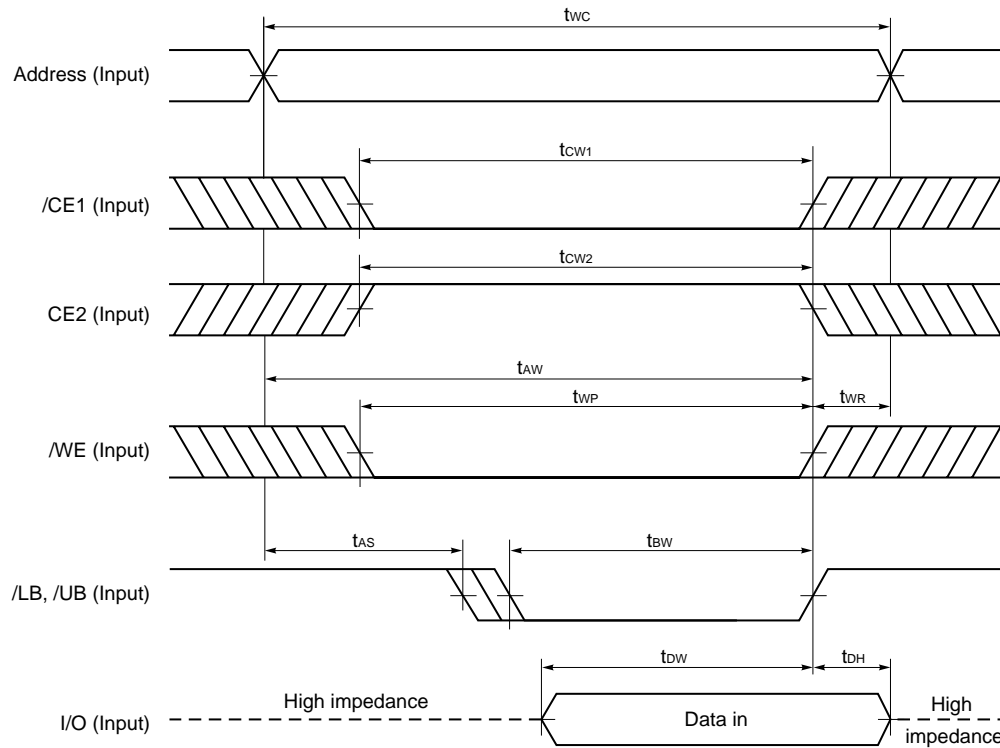 tWC
Address (Input)
tCW1
/CE1 (Input)
tCW2
CE2 (Input)
tAW
tWP
tWR
/WE (Input)
tAS
tBW
/LB, /UB (Input)
tDW
tDH
High impedance
Data in
High
impedance
I/O (Input)